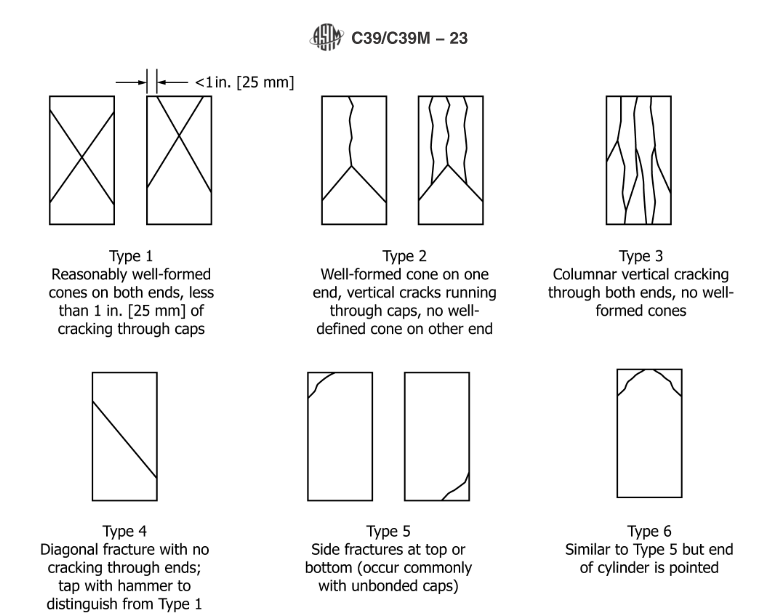 ASTM C39/C39M – 23
<1in. [25 mm]
Type 1
Reasonably well-formed
cones on both ends, less
than 1 in. [25 mm] of
cracking through caps
Type 2
Well-formed cone on one
end, vertical cracks running
through caps, no well-
defined cone on other end
Type 3
Columnar vertical cracking
through both ends, no well-
formed cones
Type 4
Diagonal fracture with no
cracking through ends;
tap with hammer to
distinguish from Type 1
Type 5
Side fractures at top or
bottom (occur commonly
with unbonded caps)
Type 6
Similar to Type 5 but end
of cylinder is pointed